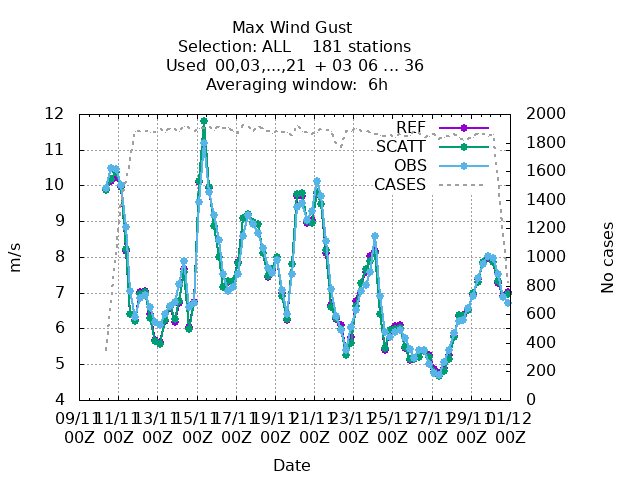 Max Wind Gust
Selection: ALL    181 stations
Used  00,03,...,21  + 03 06 ... 36
Averaging window:  6h
12 2000
11 1800
10 1600
9 1400
8 1200
7 1000
6 800
5 600
4 400
200
0
REF
SCATT
OBS
CASES
m/s
No cases
09/11 11/11 13/11 15/11 17/11 19/11 21/11 23/11 25/11 27/11 29/11 01/12
00Z 00Z 00Z 00Z 00Z 00Z 00Z 00Z 00Z 00Z 00Z 00Z
Date